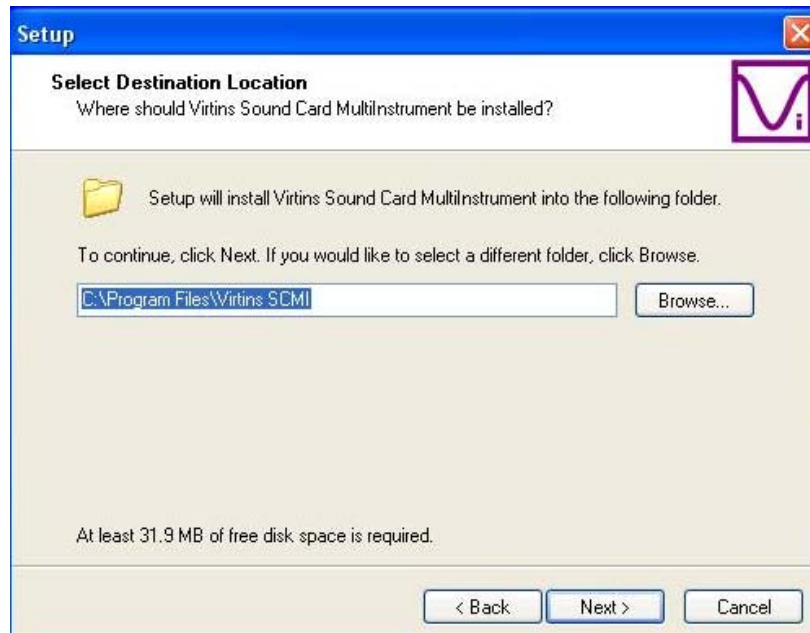 Setup
Select Destination Location
Where should Virtins Sound Card MultiInstrument be installed?
Vi
Setup will install Virtins Sound Card MultiInstrument into the following folder.
To continue, click Next. If you would like to select a different folder, click Browse.
C:\Program Files\Virtins SCMI
Browse...
At least 31.9 MB of free disk space is required.
< Back
Next >
Cancel